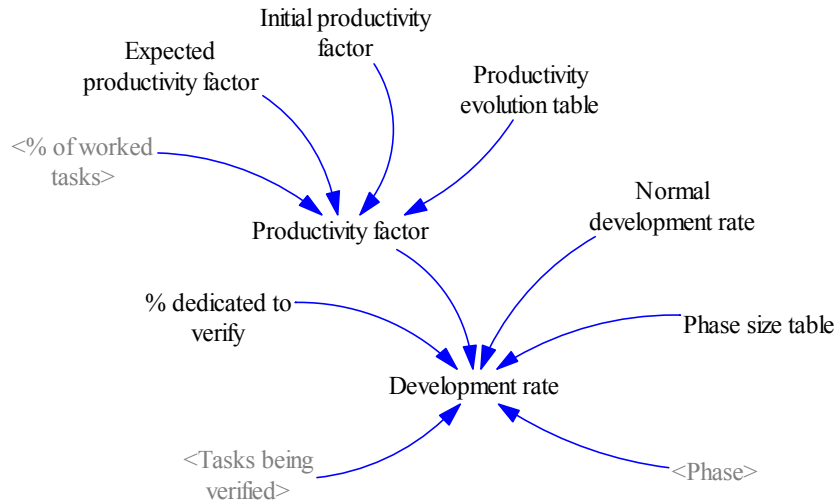 Initial productivity
factor
Expected
productivity factor
Productivity
evolution table
<% of worked
tasks>
Normal
development rate
Productivity factor
% dedicated to
verify
Phase size table
Development rate
<Tasks being
verified>
<Phase>